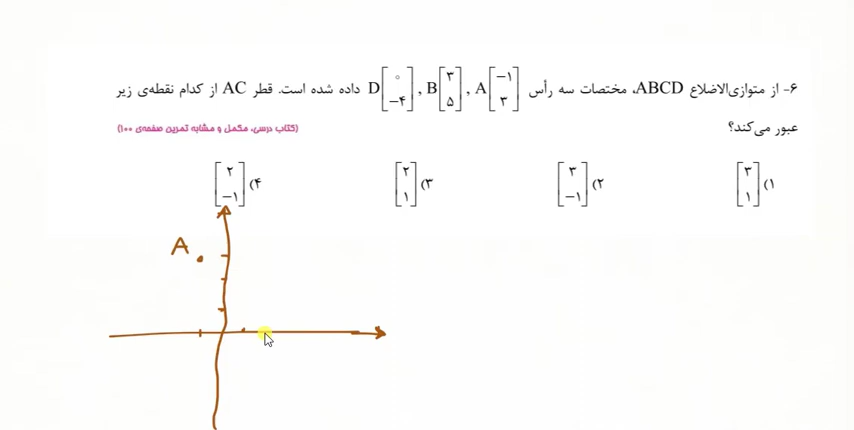 ۶- از متوازی‌الاضلاع ABCD، مختصات سه رأس A[−۱ ۳] , B[۳ ۵] , D[۰ −۴] داده شده است. قطر AC از کدام نقطه‌ی زیر
عبور می‌کند؟ (کتاب درسی، مکمل و مشابه تمرین صفحه‌ی ۱۰۰)
۱) [۳ ۱] ۲) [۳ −۱] ۳) [۲ ۱] ۴) [۲ −۱]
A